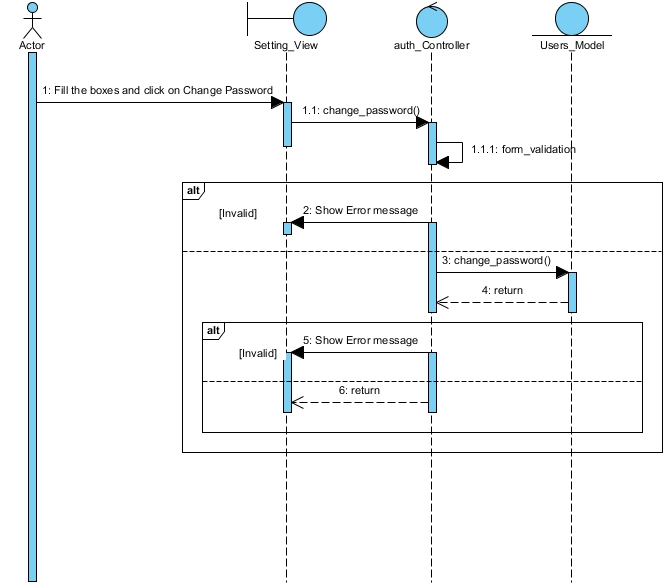 Actor
Setting_View
auth_Controller
Users_Model
1: Fill the boxes and click on Change Password
1.1: change_password()
1.1.1: form_validation
alt
[Invalid]
2: Show Error message
3: change_password()
4: return
alt
[Invalid]
5: Show Error message
6: return